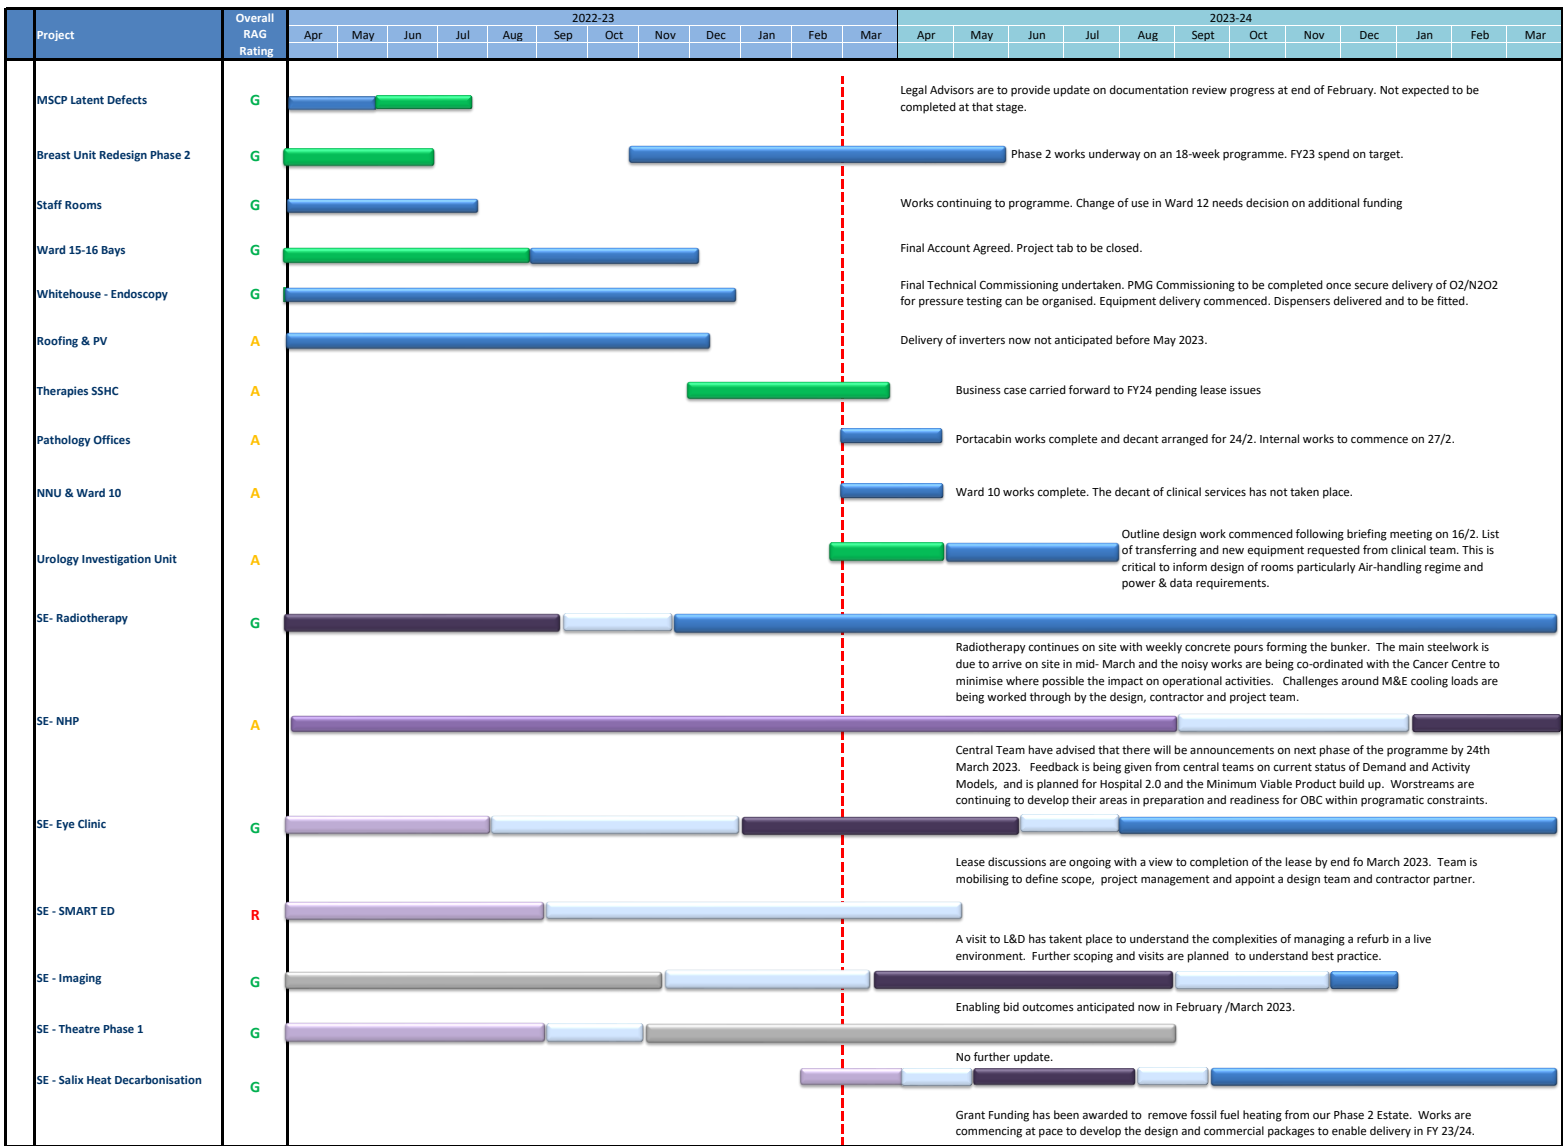 Project
Overall
RAG
Rating
2022-23
2023-24
Apr May Jun Jul Aug Sep Oct Nov Dec Jan Feb Mar Apr May Jun Jul Aug Sept Oct Nov Dec Jan Feb Mar
MSCP Latent Defects
G
Legal Advisors are to provide update on documentation review progress at end of February. Not expected to be
completed at that stage.
Breast Unit Redesign Phase 2
G
Phase 2 works underway on an 18-week programme. FY23 spend on target.
Staff Rooms
G
Works continuing to programme. Change of use in Ward 12 needs decision on additional funding
Ward 15-16 Bays
G
Final Account Agreed. Project tab to be closed.
Whitehouse - Endoscopy
G
Final Technical Commissioning undertaken. PMG Commissioning to be completed once secure delivery of O2/N2O2
for pressure testing can be organised. Equipment delivery commenced. Dispensers delivered and to be fitted.
Roofing & PV
A
Delivery of inverters now not anticipated before May 2023.
Therapies SSHC
A
Business case carried forward to FY24 pending lease issues
Pathology Offices
A
Portacabin works complete and decant arranged for 24/2. Internal works to commence on 27/2.
NNU & Ward 10
A
Ward 10 works complete. The decant of clinical services has not taken place.
Urology Investigation Unit
A
Outline design work commenced following briefing meeting on 16/2. List
of transferring and new equipment requested from clinical team. This is
critical to inform design of rooms particularly Air-handling regime and
power & data requirements.
SE- Radiotherapy
G
Radiotherapy continues on site with weekly concrete pours forming the bunker. The main steelwork is
due to arrive on site in mid- March and the noisy works are being co-ordinated with the Cancer Centre to
minimise where possible the impact on operational activities. Challenges around M&E cooling loads are
being worked through by the design, contractor and project team.
SE- NHP
A
Central Team have advised that there will be announcements on next phase of the programme by 24th
March 2023. Feedback is being given from central teams on current status of Demand and Activity
Models, and is planned for Hospital 2.0 and the Minimum Viable Product build up. Worstreams are
continuing to develop their areas in preparation and readiness for OBC within programatic constraints.
SE- Eye Clinic
G
Lease discussions are ongoing with a view to completion of the lease by end fo March 2023. Team is
mobilising to define scope, project management and appoint a design team and contractor partner.
SE - SMART ED
R
A visit to L&D has takent place to understand the complexities of managing a refurb in a live
environment. Further scoping and visits are planned to understand best practice.
SE - Imaging
G
Enabling bid outcomes anticipated now in February /March 2023.
SE - Theatre Phase 1
G
No further update.
SE - Salix Heat Decarbonisation
G
Grant Funding has been awarded to remove fossil fuel heating from our Phase 2 Estate. Works are
commencing at pace to develop the design and commercial packages to enable delivery in FY 23/24.